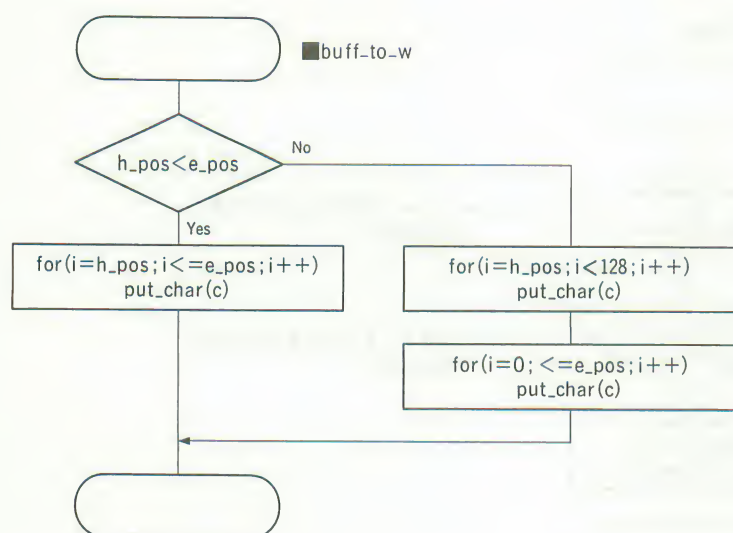 ■buff_to_w
h_pos<e_pos
No
Yes
for(i=h_pos;i<=e_pos;i++)
put_char(c)
for(i=h_pos;i<128;i++)
put_char(c)
for(i=0; <=e_pos;i++)
put_char(c)